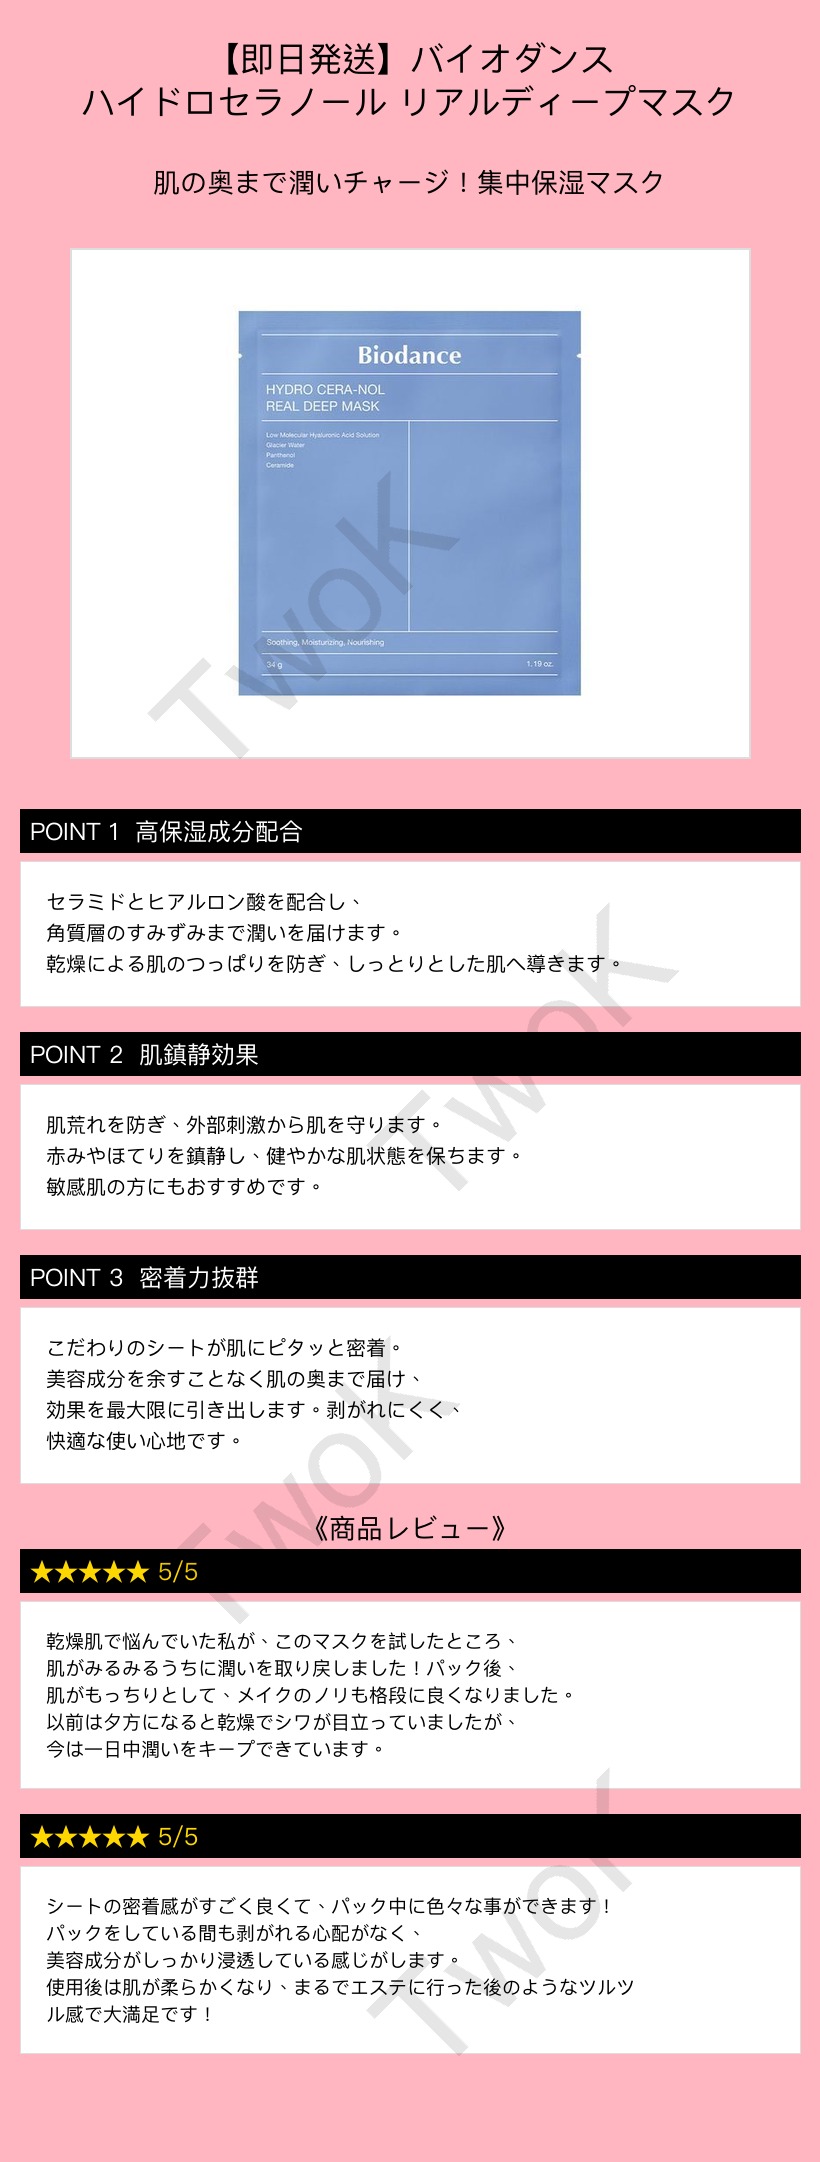 【即日発送】バイオダンス
ハイドロセラノール リアルディープマスク
肌の奥まで潤いチャージ！集中保湿マスク
Biodance
HYDRO CERA-NOL
REAL DEEP MASK
Low Molecular Hyaluronic Acid Solution
Glacier Water
Panthenol
Ceramide
Soothing, Moisturizing, Nourishing
34 g 1.19 oz.
TwoK
POINT 1 高保湿成分配合
セラミドとヒアルロン酸を配合し、
角質層のすみずみまで潤いを届けます。
乾燥による肌のつっぱりを防ぎ、しっとりとした肌へ導きます。
TwoK
POINT 2 肌鎮静効果
肌荒れを防ぎ、外部刺激から肌を守ります。
赤みやほてりを鎮静し、健やかな肌状態を保ちます。
敏感肌の方にもおすすめです。
POINT 3 密着力抜群
こだわりのシートが肌にピタッと密着。
美容成分を余すことなく肌の奥まで届け、
効果を最大限に引き出します。剥がれにくく、
快適な使い心地です。
TwoK
《商品レビュー》
★★★★★ 5/5
乾燥肌で悩んでいた私が、このマスクを試したところ、
肌がみるみるうちに潤いを取り戻しました！パック後、
肌がもっちりとして、メイクのノリも格段に良くなりました。
以前は夕方になると乾燥でシワが目立っていましたが、
今は一日中潤いをキープできています。
★★★★★ 5/5
シートの密着感がすごく良くて、パック中に色々な事ができます！
パックをしている間も剥がれる心配がなく、
美容成分がしっかり浸透している感じがします。
使用後は肌が柔らかくなり、まるでエステに行った後のようなツルツ
ル感で大満足です！
TwoK